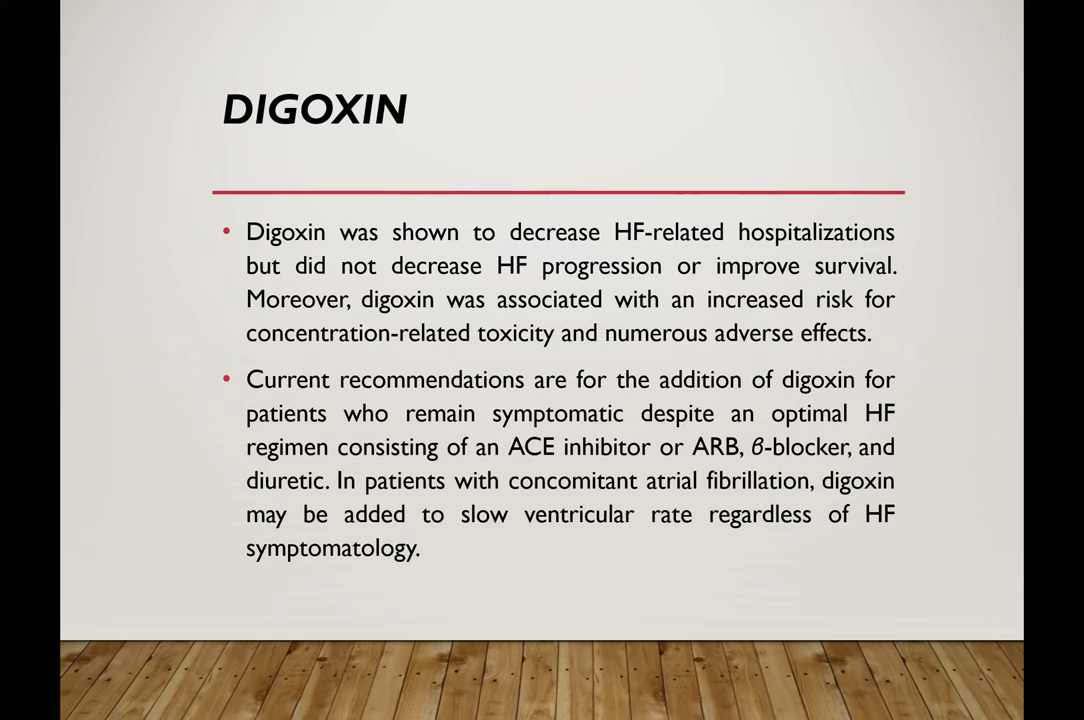 DIGOXIN
• Digoxin was shown to decrease HF-related hospitalizations
but did not decrease HF progression or improve survival.
Moreover, digoxin was associated with an increased risk for
concentration-related toxicity and numerous adverse effects.
• Current recommendations are for the addition of digoxin for
patients who remain symptomatic despite an optimal HF
regimen consisting of an ACE inhibitor or ARB, β-blocker, and
diuretic. In patients with concomitant atrial fibrillation, digoxin
may be added to slow ventricular rate regardless of HF
symptomatology.